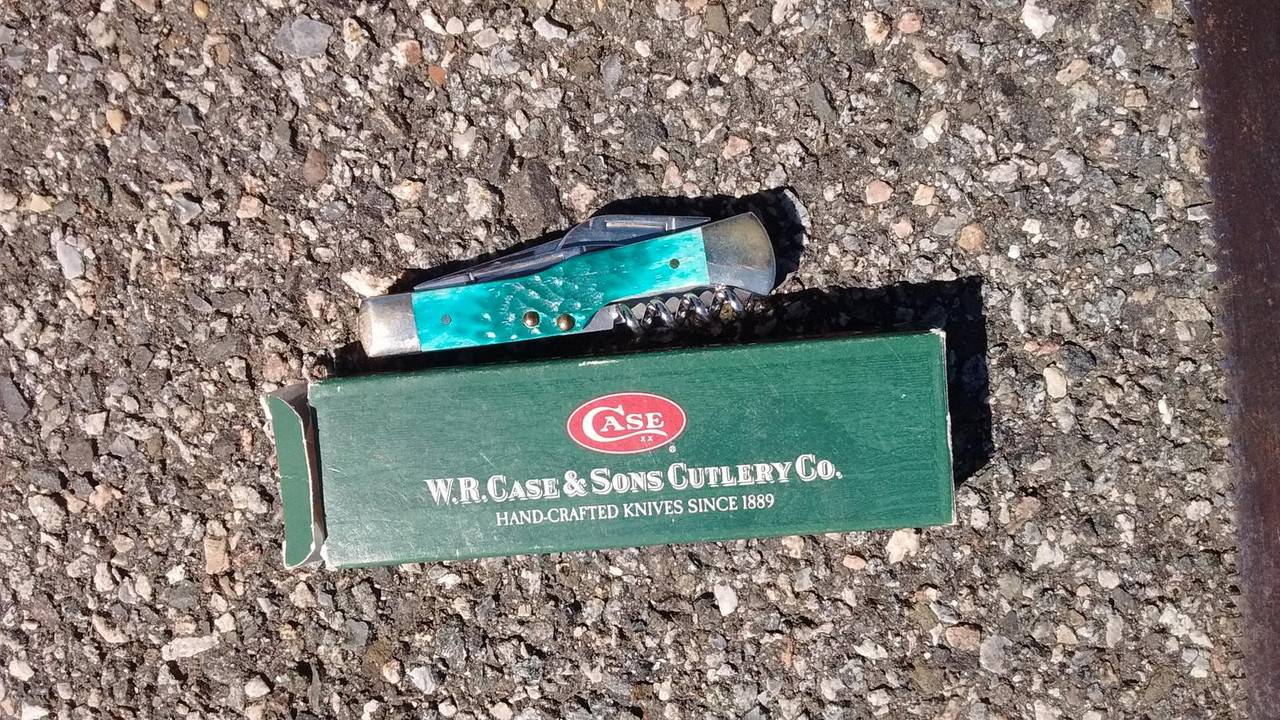 CASE
XX
®
W.R. CASE & SONS CUTLERY CO.
HAND-CRAFTED KNIVES SINCE 1889